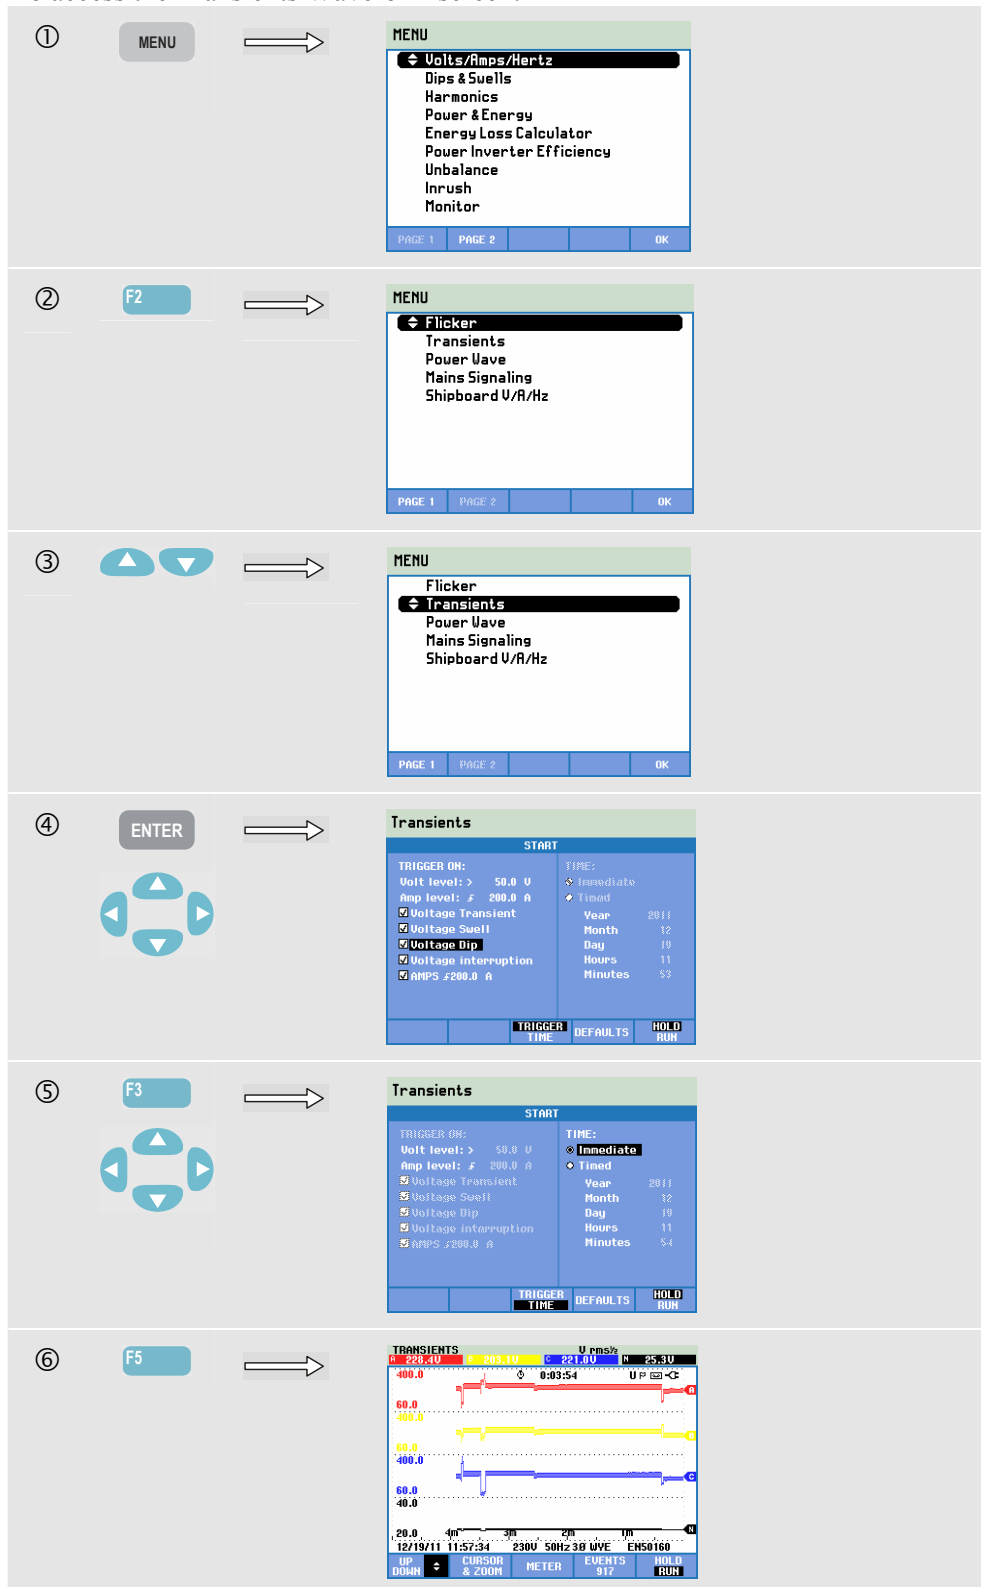 ①
MENU
MENU
Volts/Amps/Hertz
Dips & Swells
Harmonics
Power & Energy
Energy Loss Calculator
Power Inverter Efficiency
Unbalance
Inrush
Monitor
PAGE 1 PAGE 2 OK
②
F2
MENU
Flicker
Transients
Power Wave
Mains Signaling
Shipboard V/A/Hz
PAGE 1 PAGE 2 OK
③
MENU
Flicker
Transients
Power Wave
Mains Signaling
Shipboard V/A/Hz
PAGE 1 PAGE 2 OK
④
ENTER
Transients
START
TRIGGER ON: TIME:
Volt level: > 50.0 V Immediate
Amp level: 200.0 A Timed
Voltage Transient Year 2011
Voltage Swell Month 12
Voltage Dip Day 19
Voltage interruption Hours 11
AMPS 200.0 A Minutes 53
TRIGGER TIME DEFAULTS HOLD RUN
⑤
F3
Transients
START
TRIGGER ON: TIME:
Volt level: > 50.0 V Immediate
Amp level: 200.0 A Timed
Voltage Transient Year 2011
Voltage Swell Month 12
Voltage Dip Day 19
Voltage interruption Hours 11
AMPS 200.0 A Minutes 54
TRIGGER TIME DEFAULTS HOLD RUN
⑥
F5
TRANSIENTS V rms½
A 228.4V C 221.0V N 25.3V
400.0 0:03:54 U P
A
60.0
400.0
60.0
400.0
C
60.0
40.0
N
20.0 4m 3m 2m 1m
12/19/11 11:57:34 230V 50Hz 3Ø WYE EN50160
UP DOWN CURSOR & ZOOM METER EVENTS 917 HOLD RUN